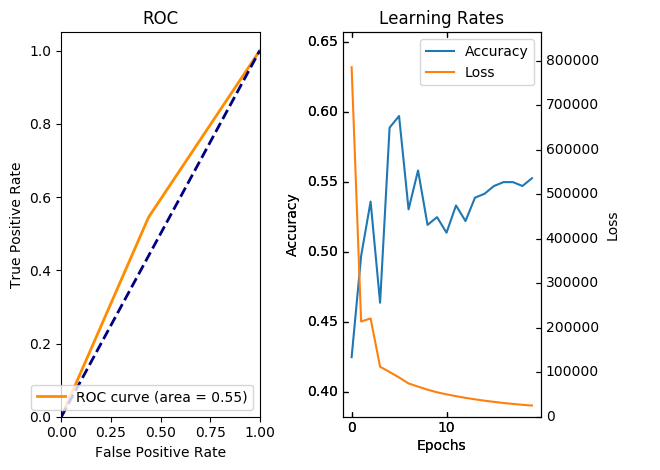 ROC
True Positive Rate
1.0
0.8
0.6
0.4
0.2
0.0
ROC curve (area = 0.55)
0.00 0.25 0.50 0.75 1.00
False Positive Rate
Learning Rates
Accuracy
0.65
0.60
0.55
0.50
0.45
0.40
Accuracy
Loss
800000
700000
600000
500000
400000
300000
200000
100000
0
Loss
0 10
Epochs